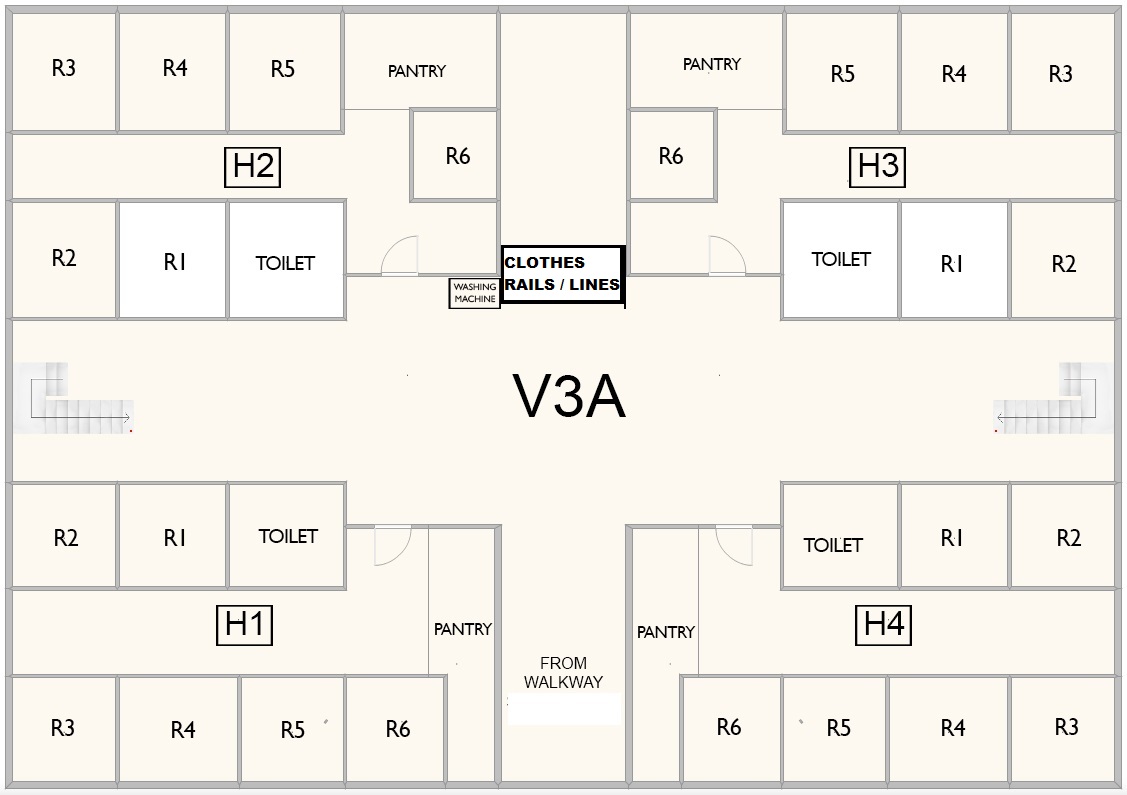 R3
R4
R5
PANTRY
PANTRY
R5
R4
R3
R6
R6
H2
H3
R2
R1
TOILET
TOILET
R1
R2
CLOTHES
RAILS / LINES
WASHING
MACHINE
V3A
R2
R1
TOILET
TOILET
R1
R2
H1
PANTRY
PANTRY
H4
FROM
WALKWAY
R3
R4
R5
R6
R6
R5
R4
R3